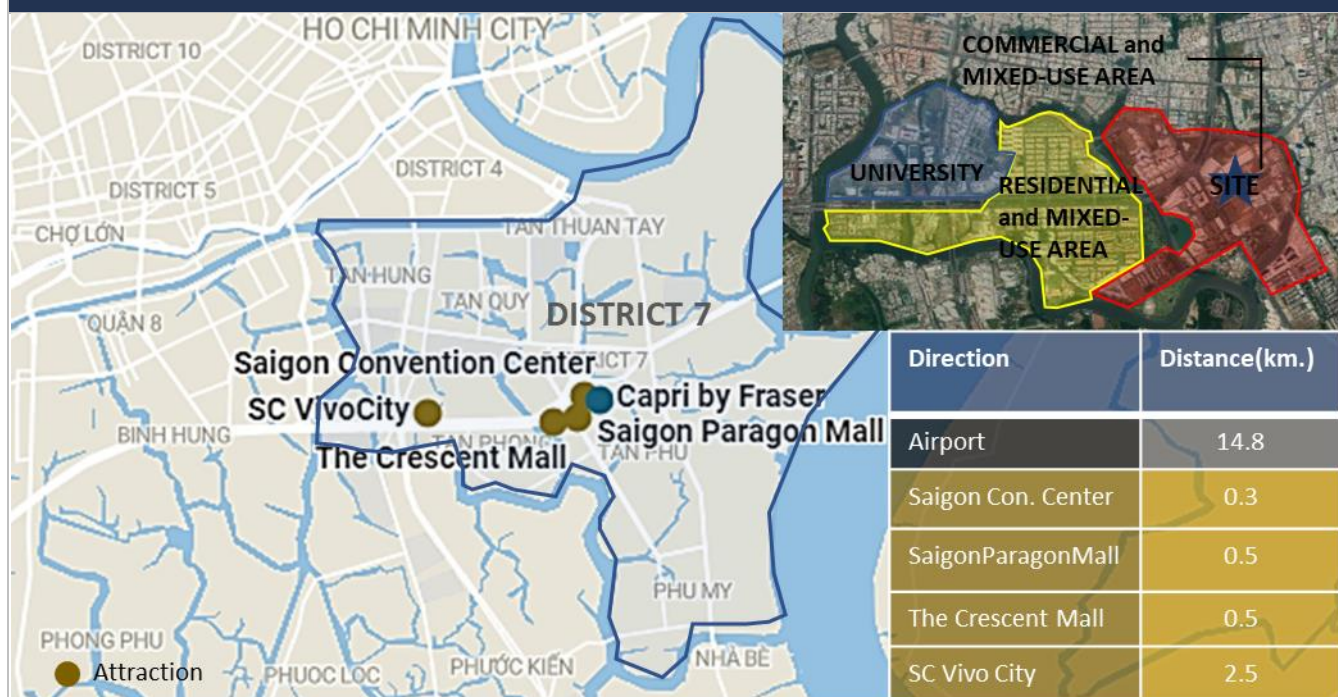 HO CHI MINH CITY
DISTRICT 10
DISTRICT 4
DISTRICT 5
CHỢ LỚN
TAN THUAN TAY
TAN HUNG
TAN QUY
DISTRICT 7
QUẬN 8
Saigon Convention Center
RICT 7
SC VivoCity
Capri by Fraser
BINH HUNG
TAN PHONG
Saigon Paragon Mall
The Crescent Mall
TAN PHU
PHU MY
PHONG PHU
Attraction
PHUOC LOC
PHƯỚC KIẾN
NHÀ BÈ
COMMERCIAL and
MIXED-USE AREA
UNIVERSITY
RESIDENTIAL
and MIXED-
USE AREA
SITE
Direction Distance(km.)
Airport 14.8
Saigon Con. Center 0.3
SaigonParagonMall 0.5
The Crescent Mall 0.5
SC Vivo City 2.5